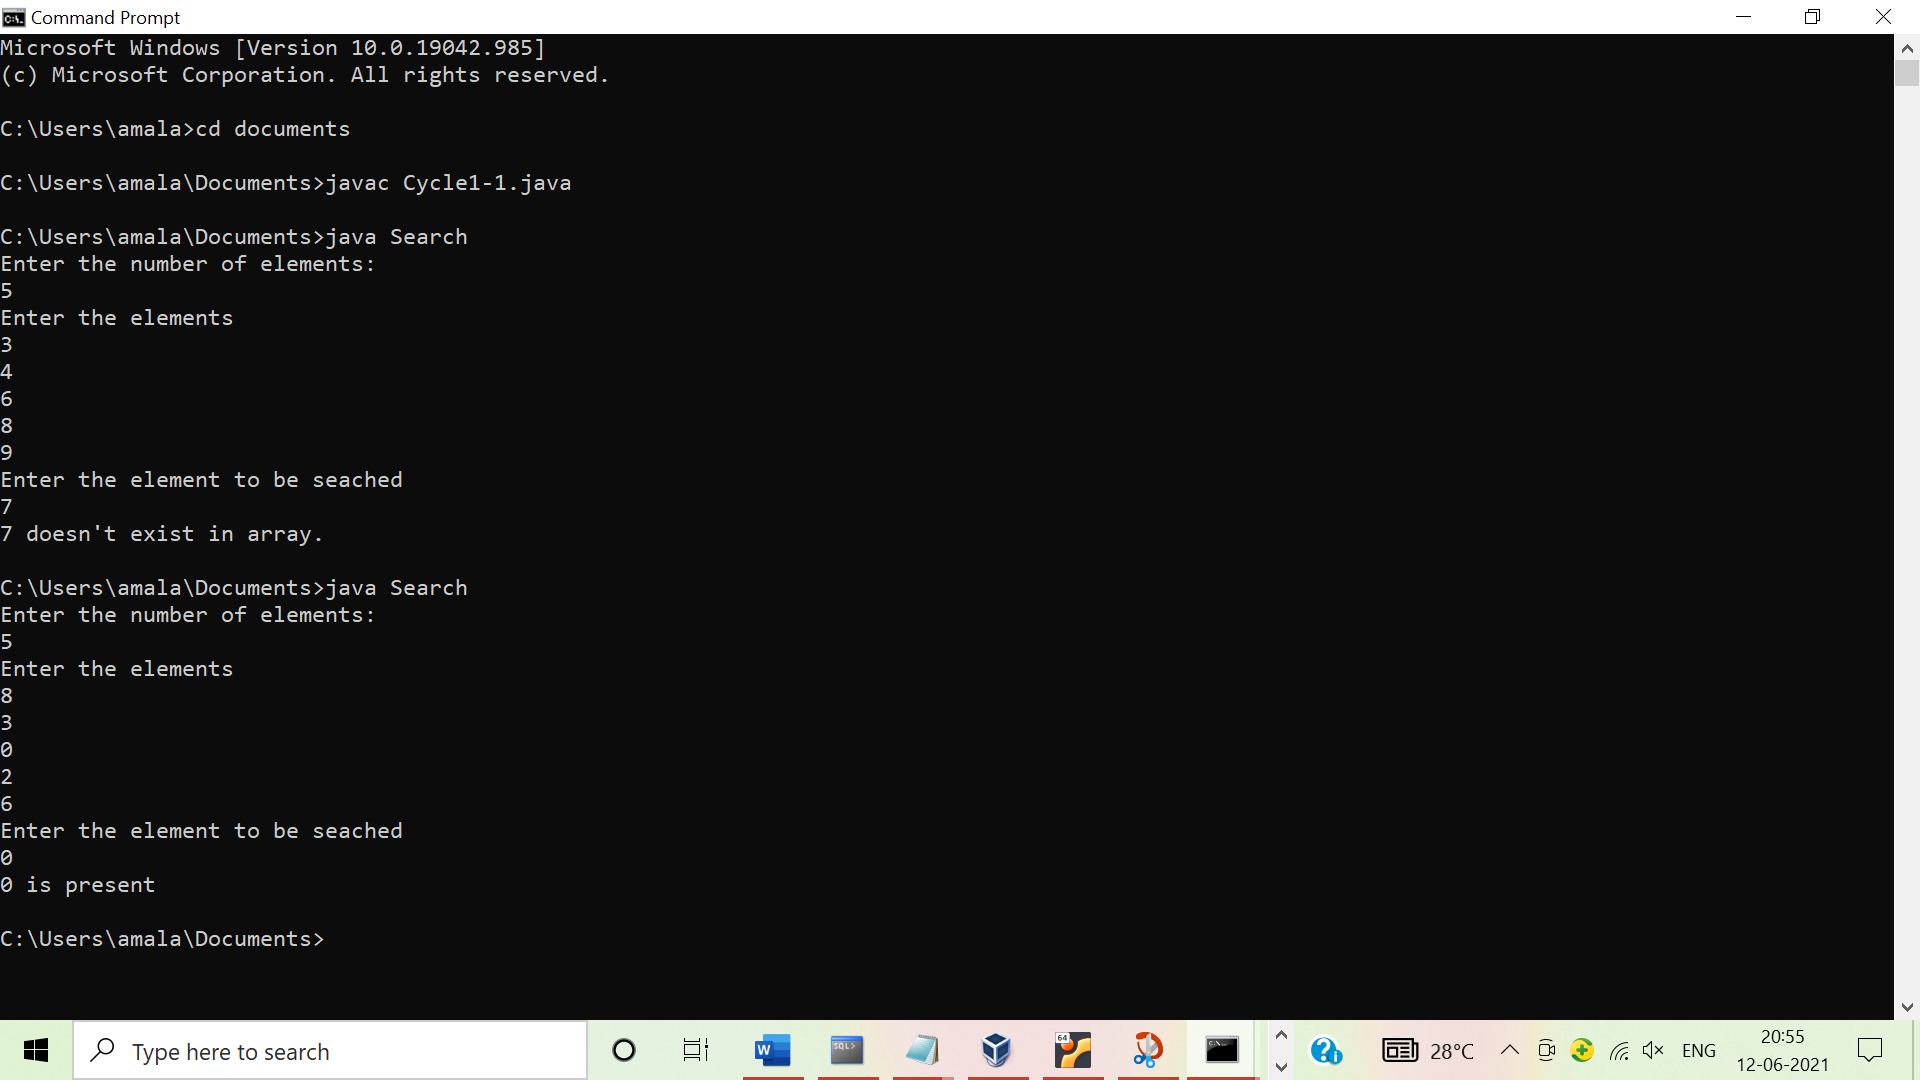 Command Prompt
Microsoft Windows [Version 10.0.19042.985]
(c) Microsoft Corporation. All rights reserved.
C:\Users\amala>cd documents
C:\Users\amala\Documents>javac Cycle1-1.java
C:\Users\amala\Documents>java Search
Enter the number of elements:
5
Enter the elements
3
4
6
8
9
Enter the element to be seached
7
7 doesn't exist in array.
C:\Users\amala\Documents>java Search
Enter the number of elements:
5
Enter the elements
8
3
0
2
6
Enter the element to be seached
0
0 is present
C:\Users\amala\Documents>
Type here to search
W
SQL>
64
28°C
ENG
20:55
12-06-2021